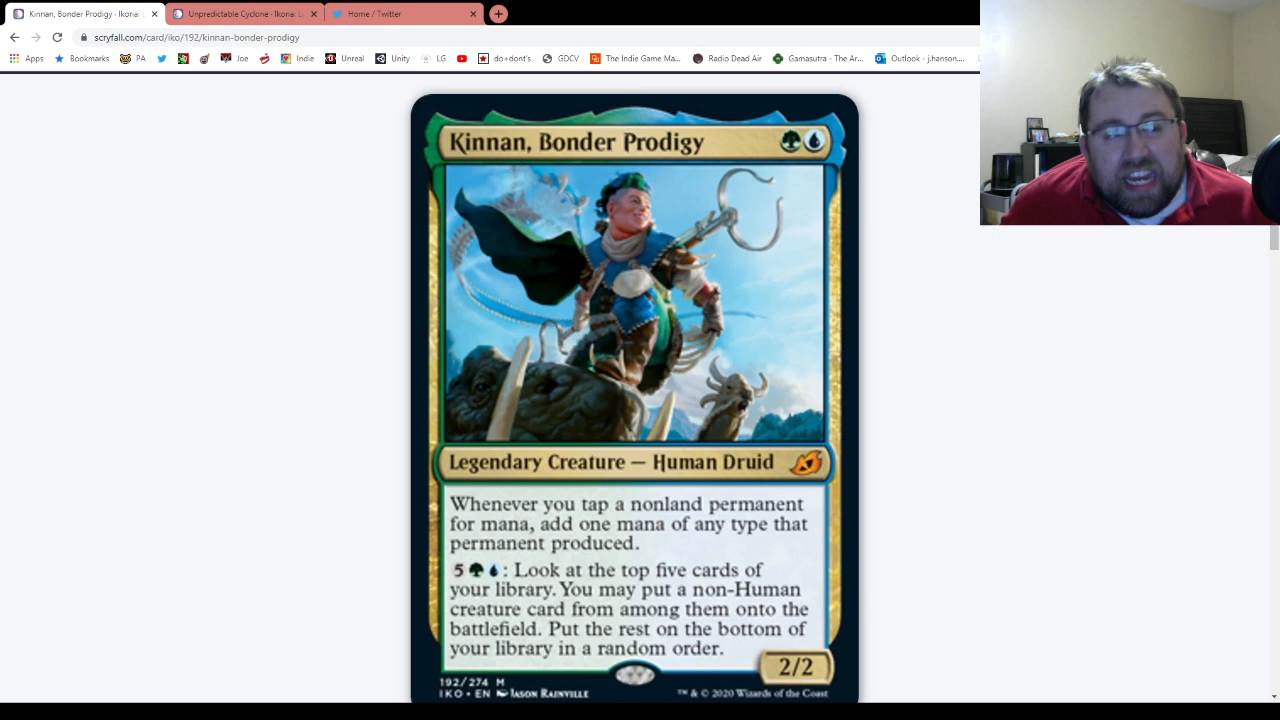 Kinnan, Bonder Prodigy · Ikoria: L
Unpredictable Cyclone · Ikoria: L
Home / Twitter
scryfall.com/card/iko/192/kinnan-bonder-prodigy
Apps Bookmarks PA Joe Indie Unreal Unity LG do+dont's GDCV The Indie Game Ma... Radio Dead Air Gamasutra - The Ar... Outlook - j.hanson...
Kinnan, Bonder Prodigy
Legendary Creature — Human Druid
Whenever you tap a nonland permanent
for mana, add one mana of any type that
permanent produced.
5 : Look at the top five cards of
your library. You may put a non-Human
creature card from among them onto the
battlefield. Put the rest on the bottom of
your library in a random order.
2/2
192/274 M
IKO • EN JASON RAINVILLE
™ & © 2020 Wizards of the Coast